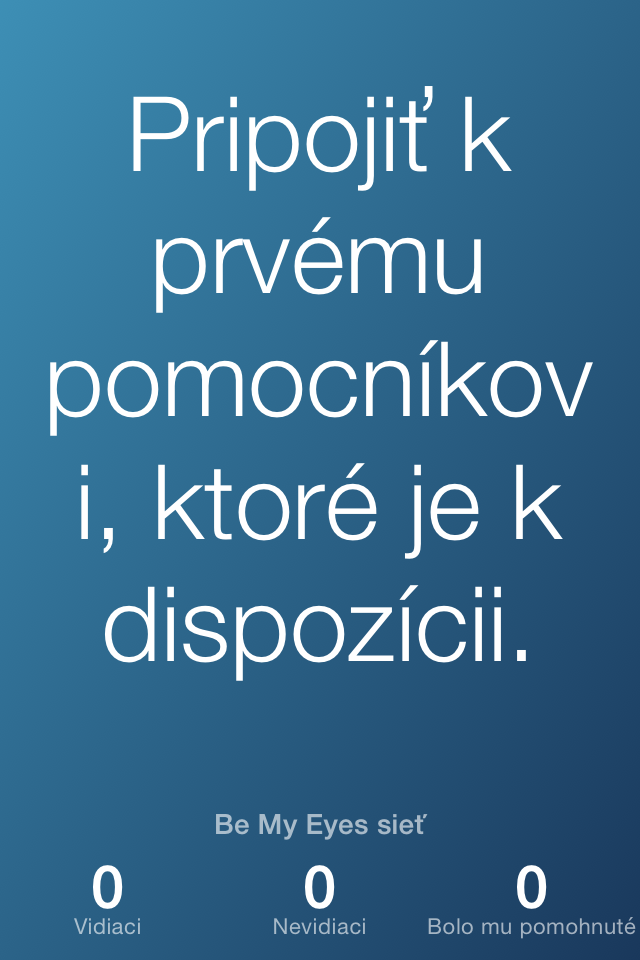 Pripojiť k
prvému
pomocníkov
i, ktoré je k
dispozícii.
Be My Eyes sieť
0 0 0
Vidiaci Nevidiaci Bolo mu pomohnuté